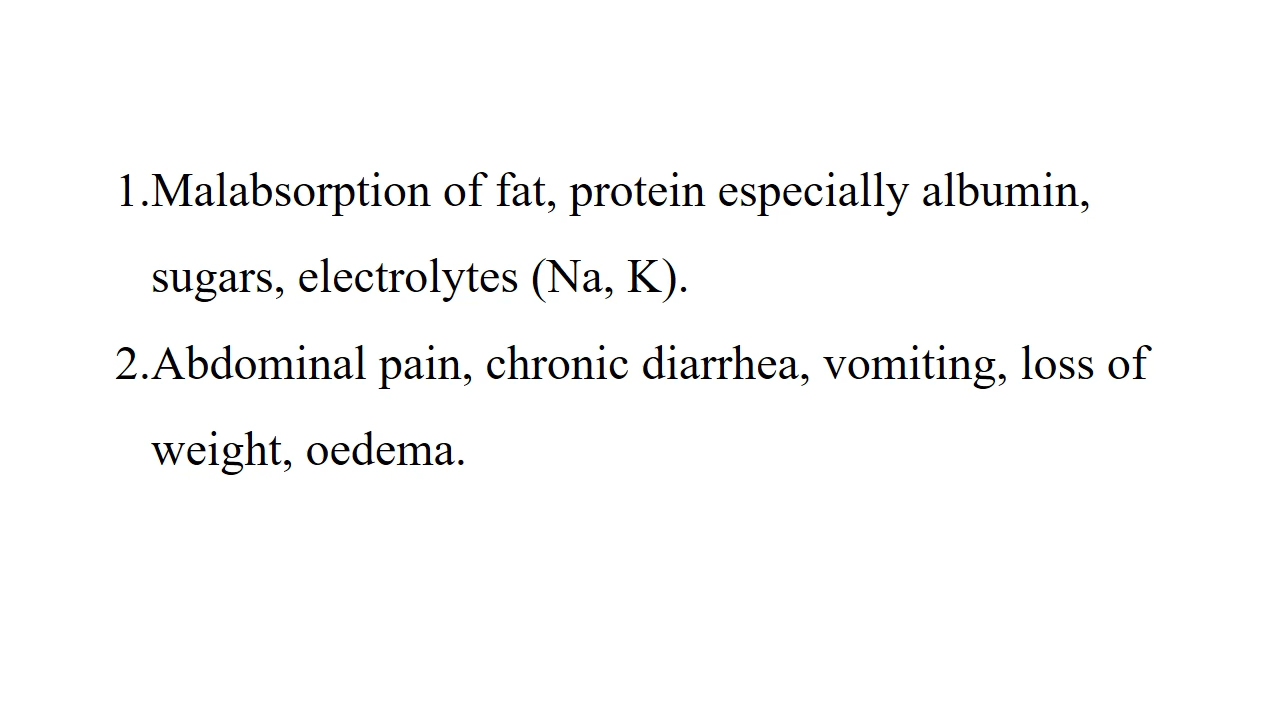 1.Malabsorption of fat, protein especially albumin,
sugars, electrolytes (Na, K).
2.Abdominal pain, chronic diarrhea, vomiting, loss of
weight, oedema.